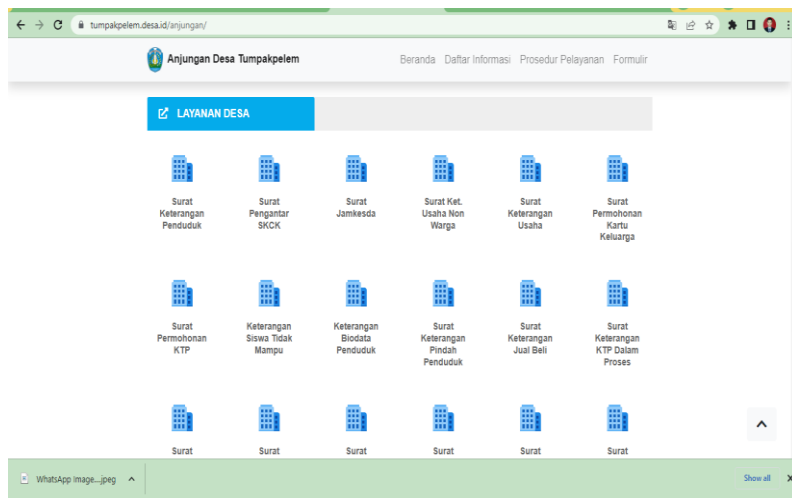 tumpakpelem.desa.id/anjungan/
Anjungan Desa Tumpakpelem
Beranda Daftar Informasi Prosedur Pelayanan Formulir
LAYANAN DESA
Surat
Keterangan
Penduduk
Surat
Pengantar
SKCK
Surat
Jamkesda
Surat Ket.
Usaha Non
Warga
Surat
Keterangan
Usaha
Surat
Permohonan
Kartu
Keluarga
Surat
Permohonan
KTP
Keterangan
Siswa Tidak
Mampu
Keterangan
Biodata
Penduduk
Surat
Keterangan
Pindah
Penduduk
Surat
Keterangan
Jual Beli
Surat
Keterangan
KTP Dalam
Proses
Surat
Surat
Surat
Surat
Surat
Surat
WhatsApp Image....jpeg
Show all